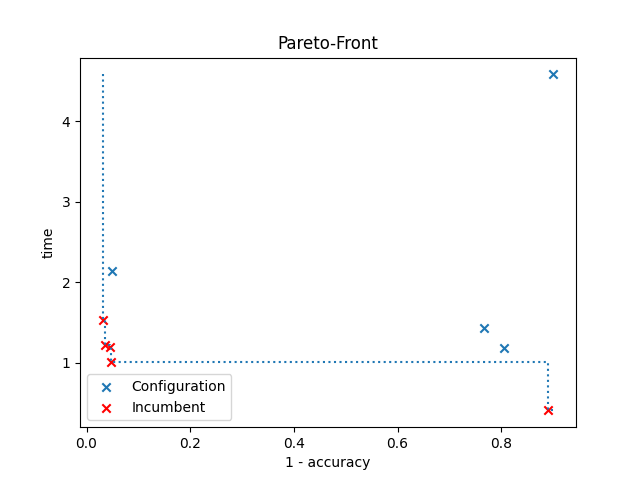 Pareto-Front
time
4
3
2
1
Configuration
Incumbent
0.0 0.2 0.4 0.6 0.8
1 - accuracy